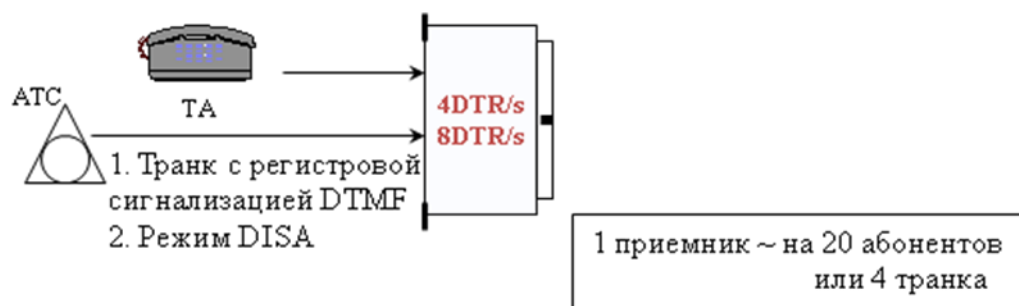 АТС
ТА
4DTR/s
8DTR/s
1. Транк с регистровой
сигнализацией DTMF
2. Режим DISA
1 приемник ~ на 20 абонентов
или 4 транка